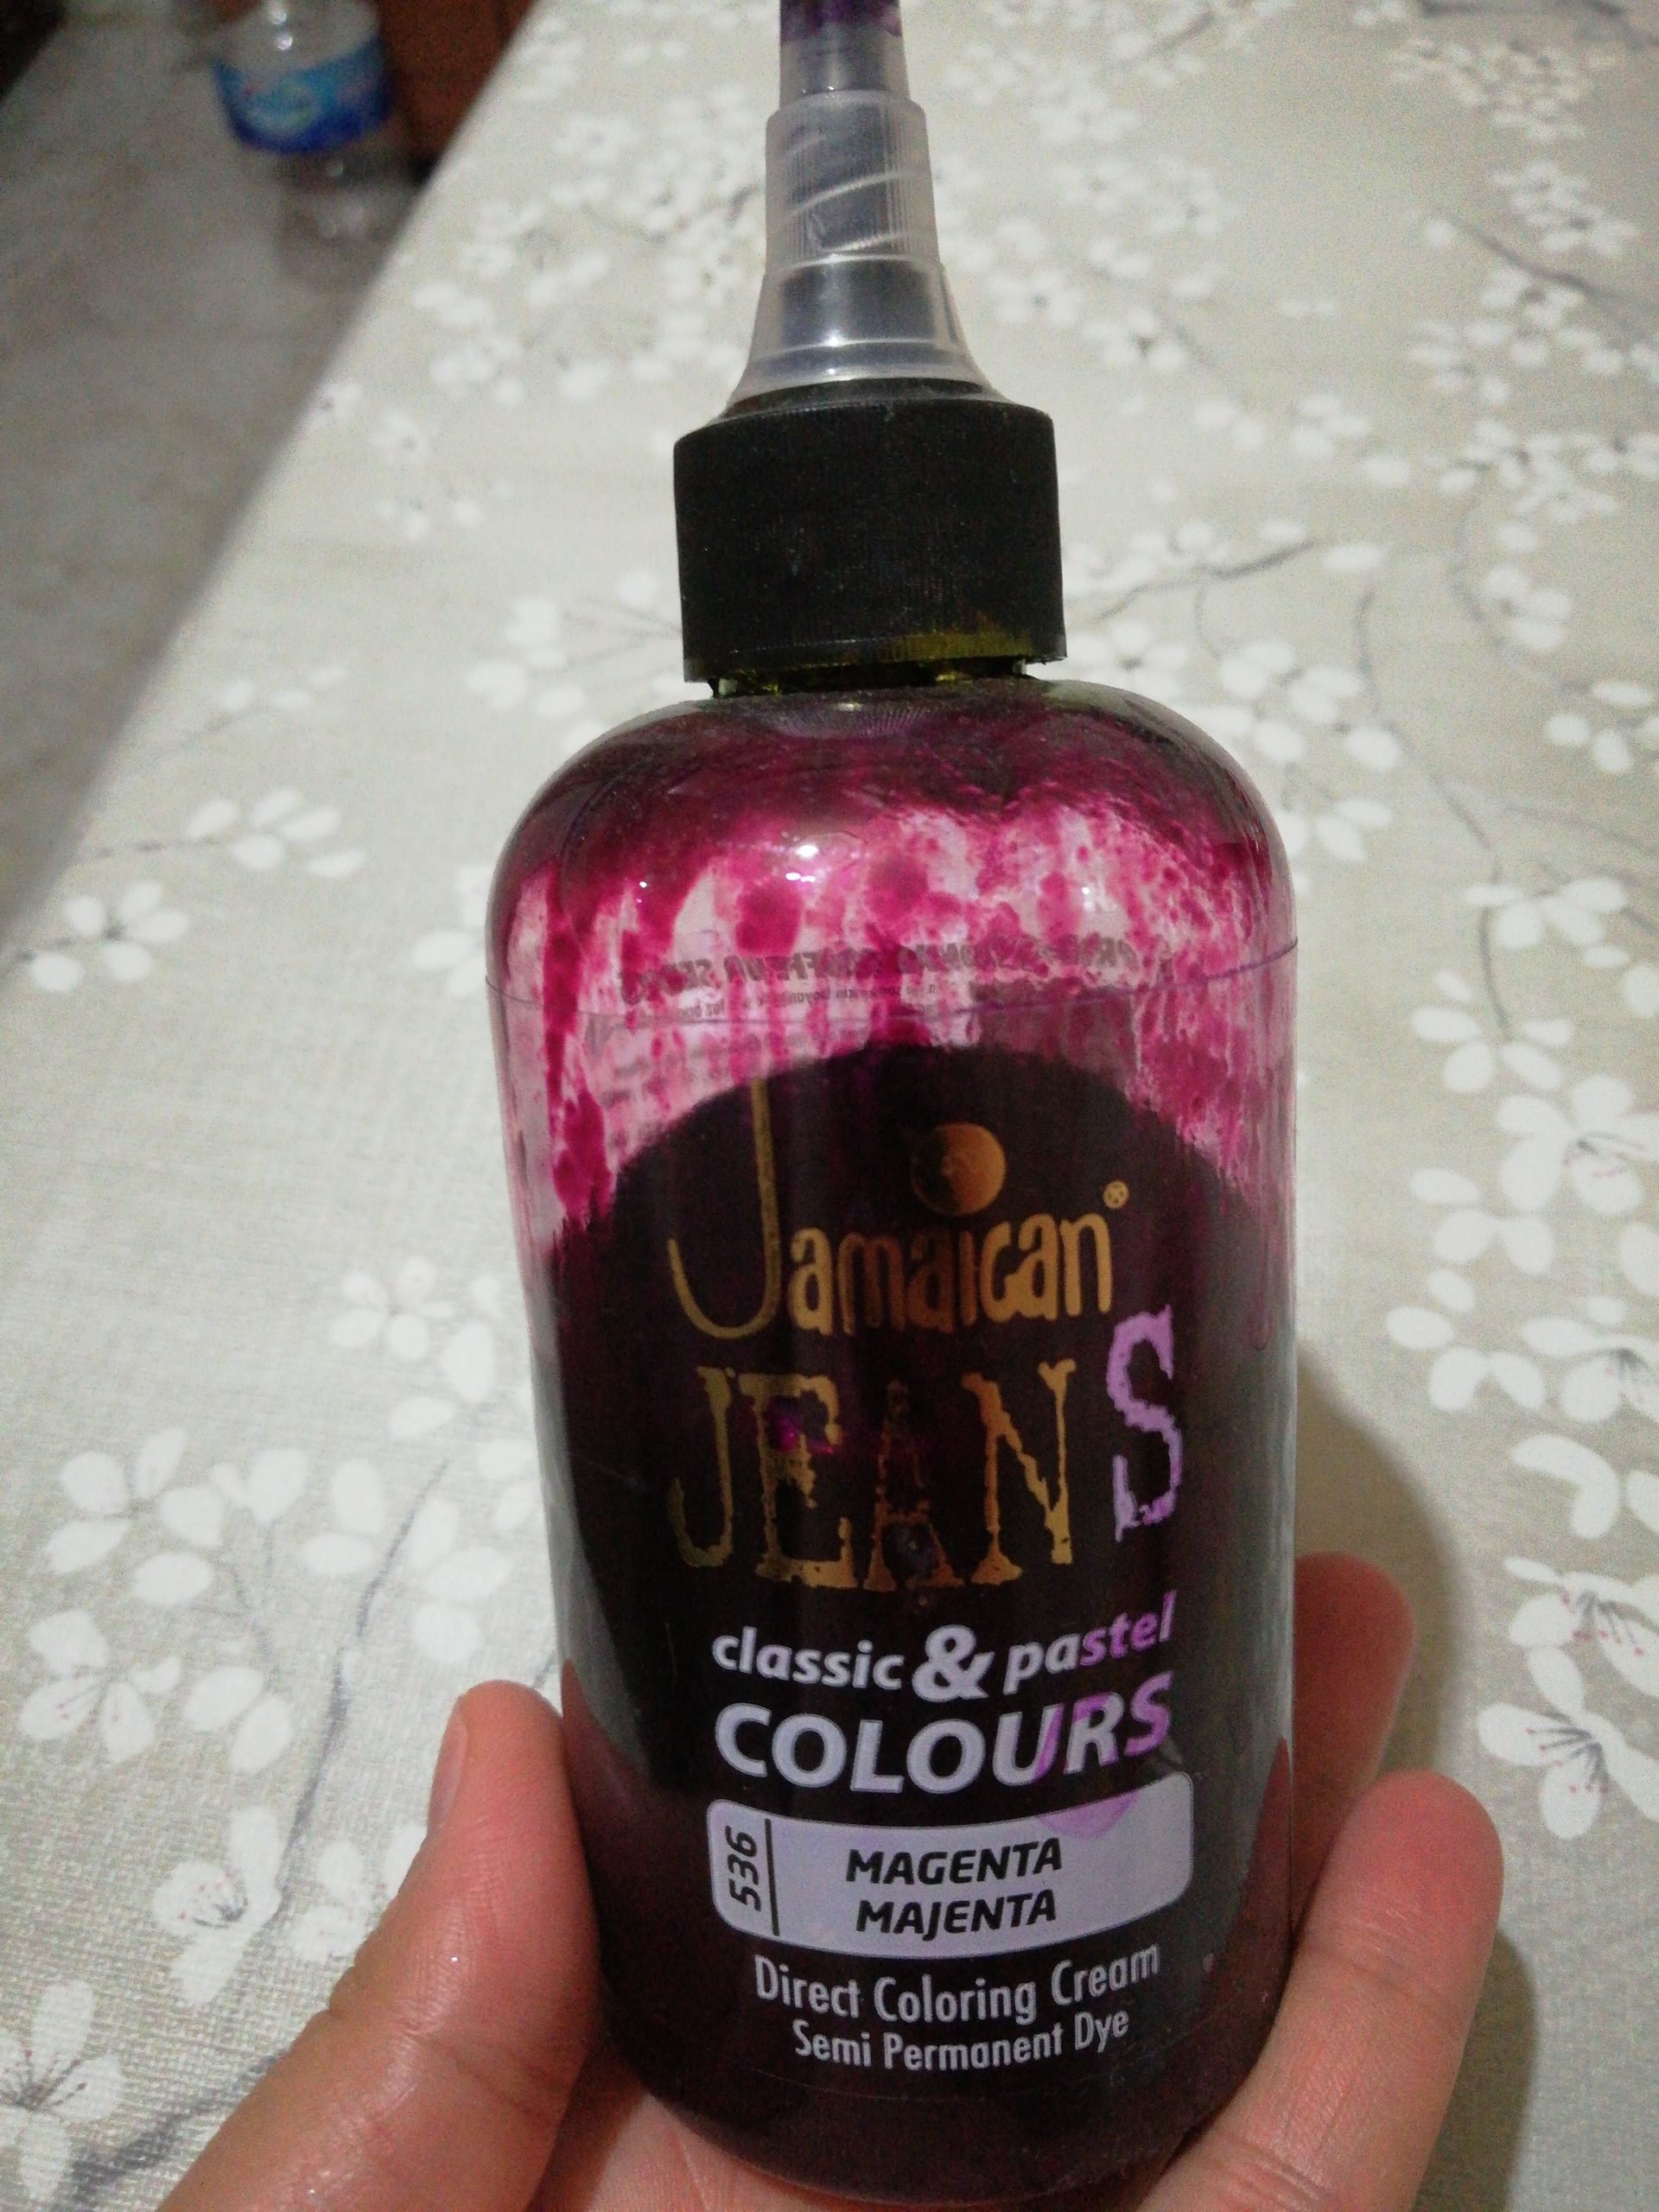 Jamaican®
JEANS
classic & pastel
COLOURS
536
MAGENTA
MAJENTA
Direct Coloring Cream
Semi Permanent Dye